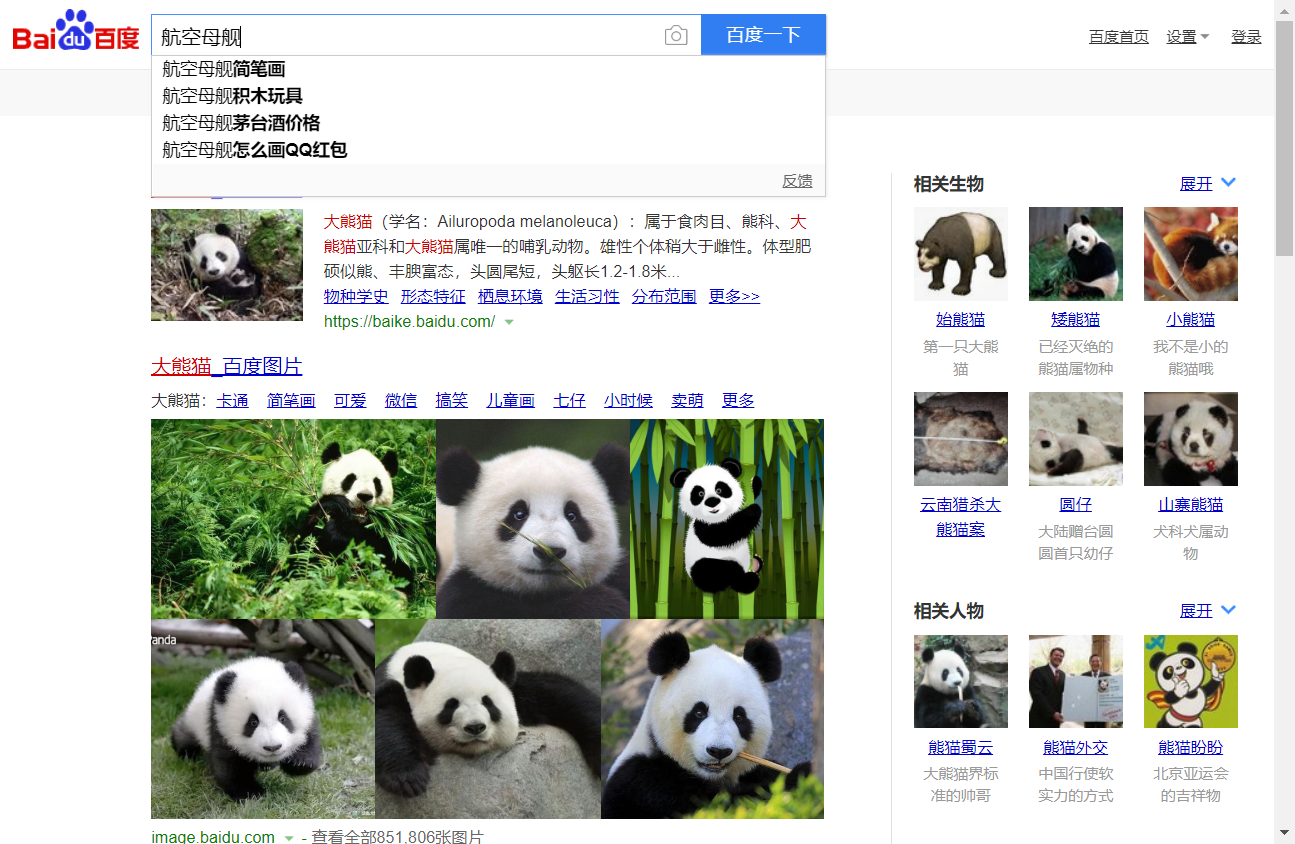 Bai du 百度
航空母舰
百度一下
百度首页 设置 登录
航空母舰简笔画
航空母舰积木玩具
航空母舰茅台酒价格
航空母舰怎么画QQ红包
反馈
大熊猫（学名：Ailuropoda melanoleuca）：属于食肉目、熊科、大
熊猫亚科和大熊猫属唯一的哺乳动物。雄性个体稍大于雌性。体型肥
硕似熊、丰腴富态，头圆尾短，头躯长1.2-1.8米...
物种学史 形态特征 栖息环境 生活习性 分布范围 更多>>
https://baike.baidu.com/
大熊猫_百度图片
大熊猫：卡通 简笔画 可爱 微信 搞笑 儿童画 七仔 小时候 卖萌 更多
anda
image.baidu.com - 查看全部851,806张图片
相关生物 展开
始熊猫 矮熊猫 小熊猫
第一只大熊 已经灭绝的 我不是小的
猫 熊猫属物种 熊猫哦
云南猎杀大 圆仔 山寨熊猫
熊猫案 大陆赠台圆 犬科犬属动
圆首只幼仔 物
相关人物 展开
熊猫蜀云 熊猫外交 熊猫盼盼
大熊猫界标 中国行使软 北京亚运会
准的帅哥 实力的方式 的吉祥物